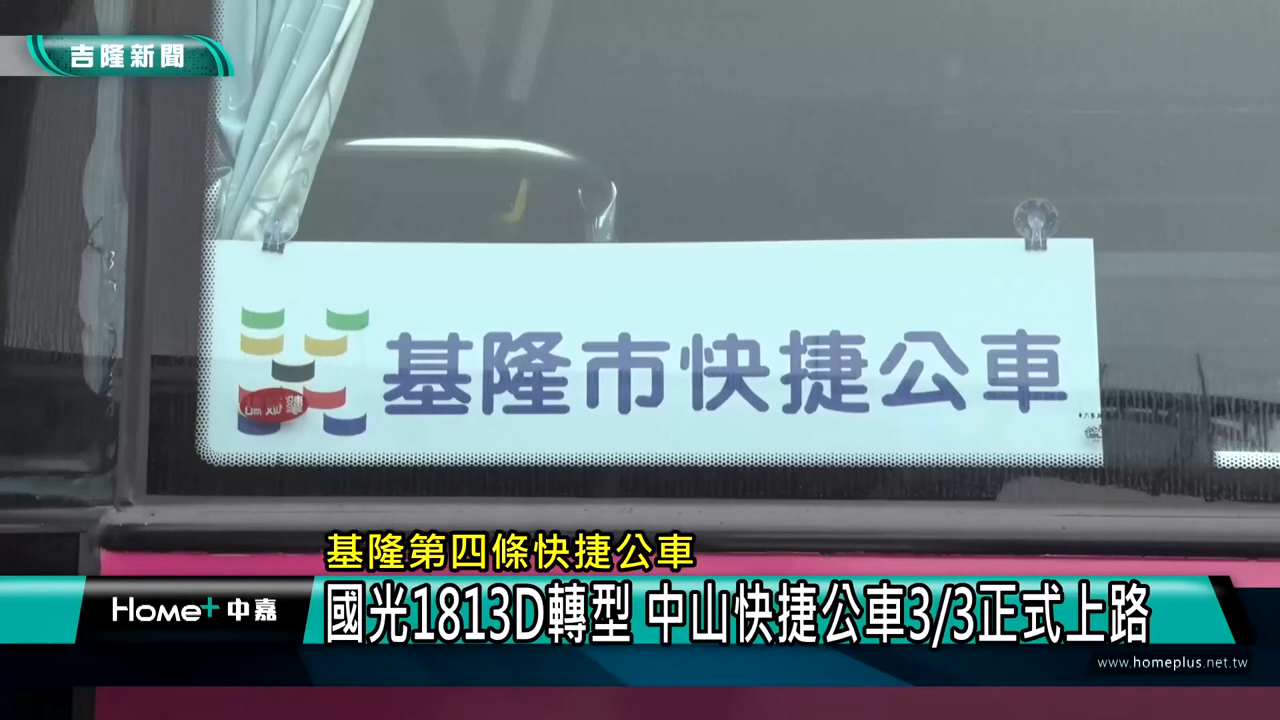 吉隆新聞
基隆市快捷公車
基隆第四條快捷公車
Home+ 中嘉
國光1813D轉型 中山快捷公車3/3正式上路
www.homeplus.net.tw